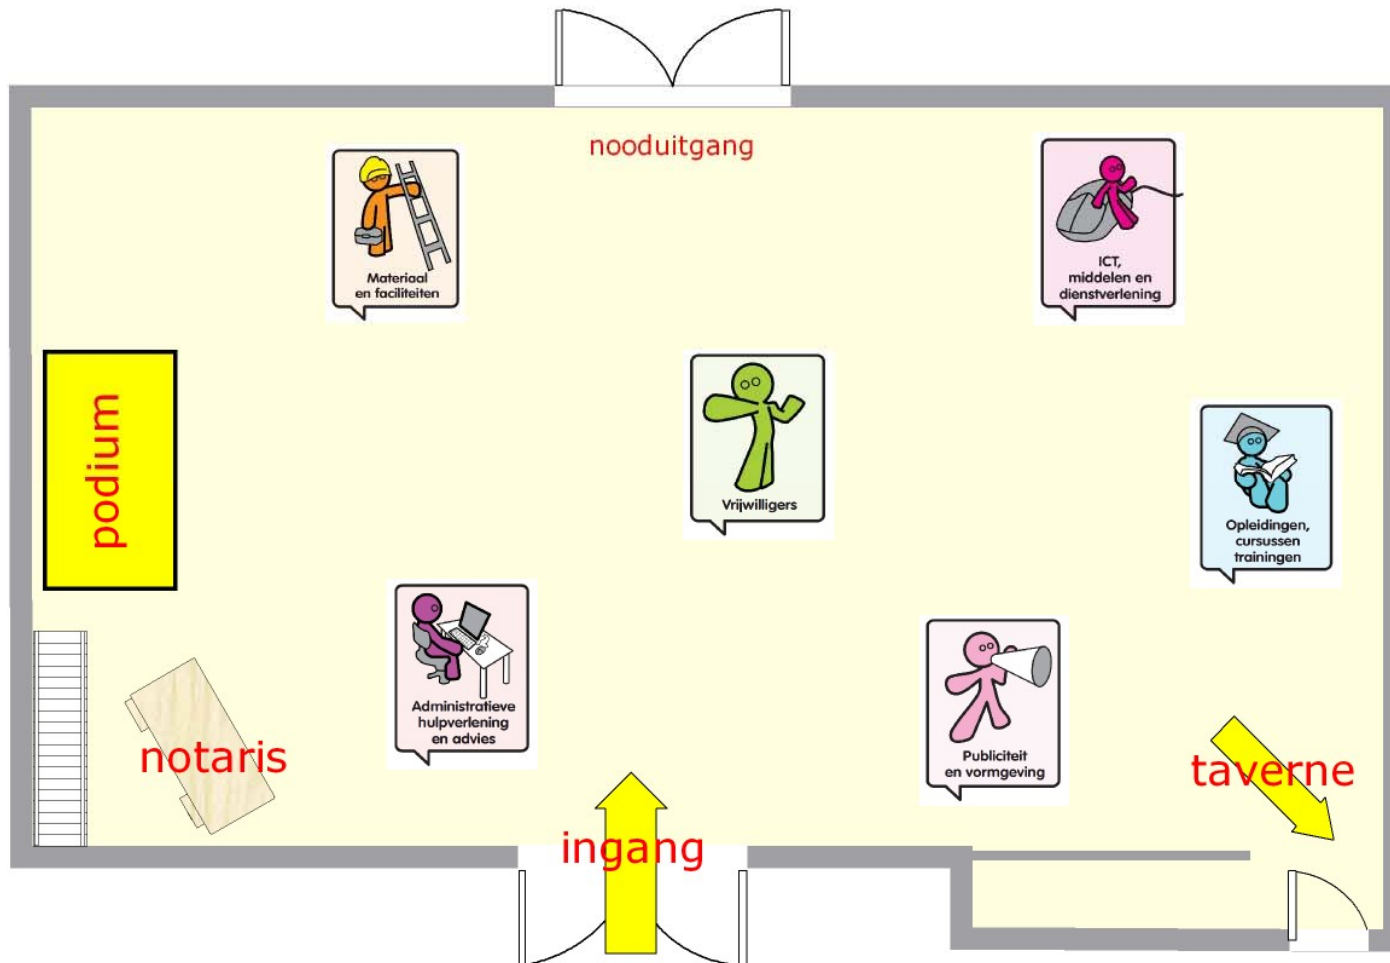 nooduitgang
Materiaal
en faciliteiten
ICT,
middelen en
dienstverlening
podium
Vrijwilligers
Opleidingen,
cursussen
trainingen
Administratieve
hulpverlening
en advies
Publiciteit
en vormgeving
notaris
taverne
ingang